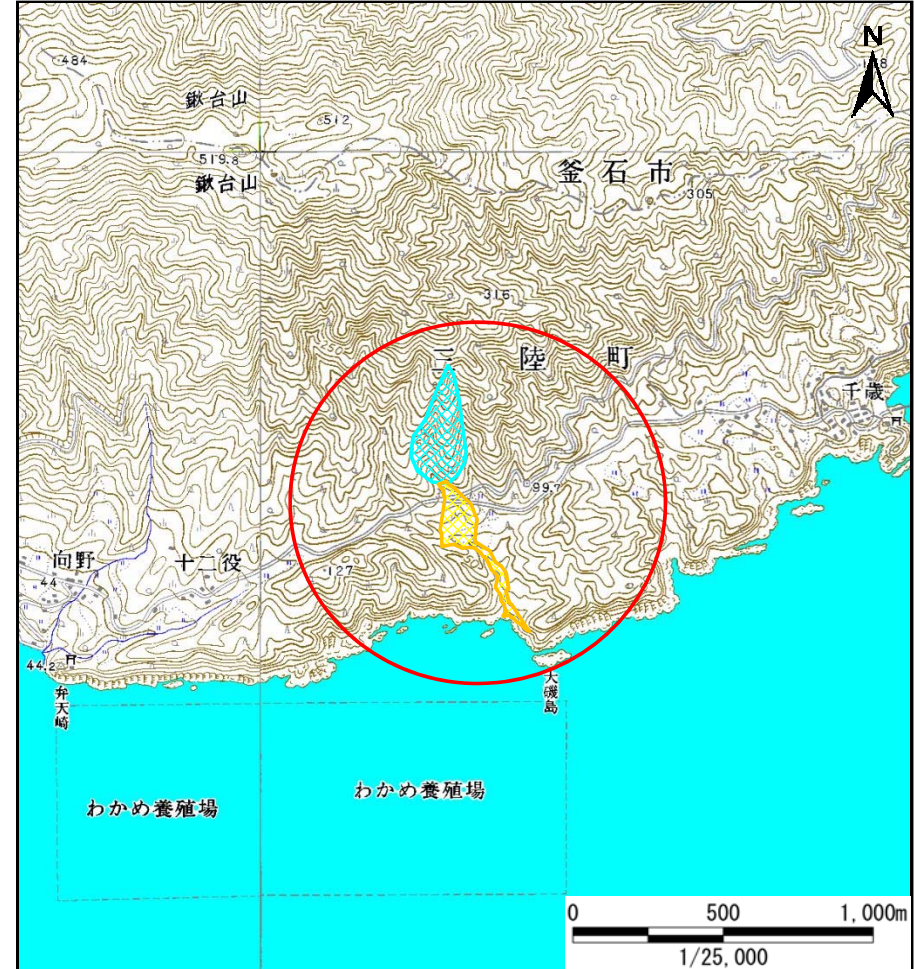 N
484
鍬台山
512
519.8
鍬台山
釜石市
305
316
三陸町
千歳
99.7
向野
44
十二役
127
44.2
弁天崎
大磯島
わかめ養殖場
わかめ養殖場
0 500 1,000m
1/25,000